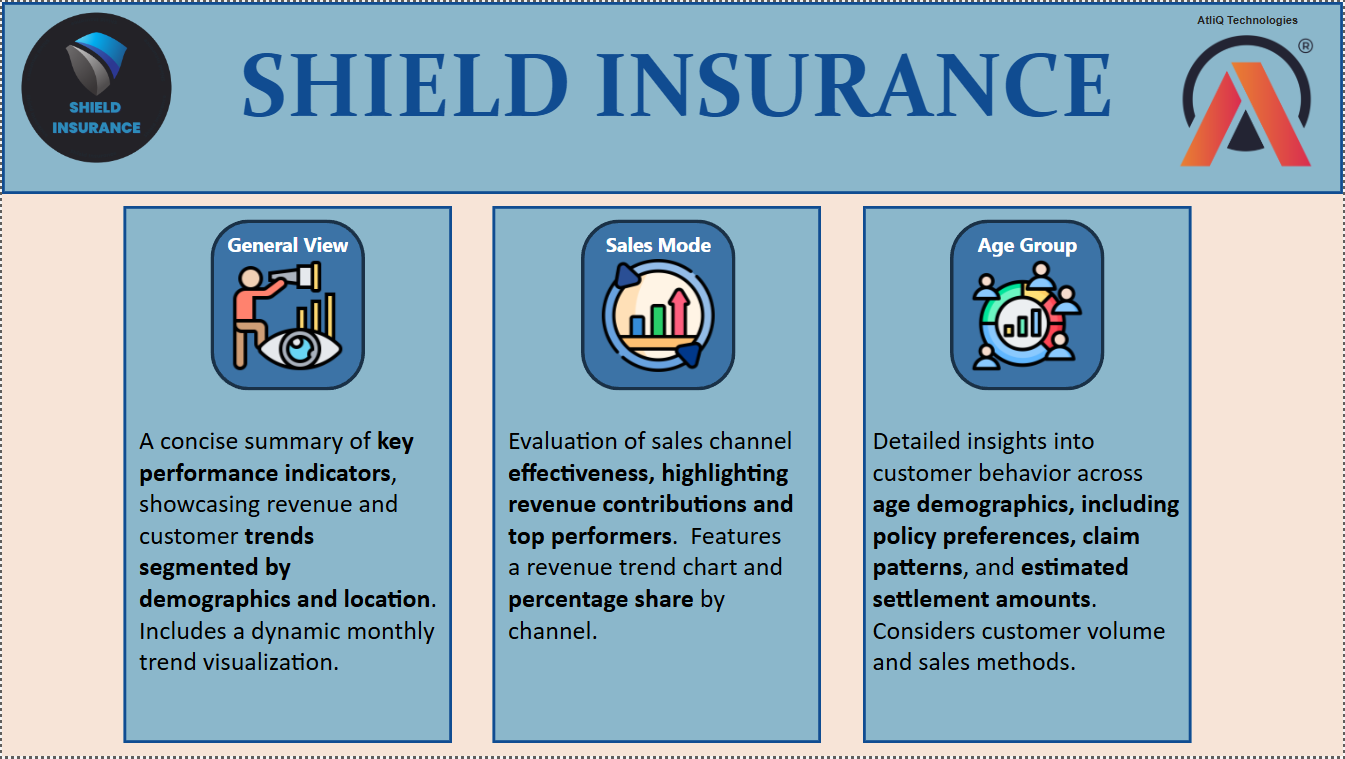 SHIELD
INSURANCE
SHIELD INSURANCE
AtliQ Technologies
®
General View
A concise summary of key
performance indicators,
showcasing revenue and
customer trends
segmented by
demographics and location.
Includes a dynamic monthly
trend visualization.
Sales Mode
Evaluation of sales channel
effectiveness, highlighting
revenue contributions and
top performers.  Features
a revenue trend chart and
percentage share by
channel.
Age Group
Detailed insights into
customer behavior across
age demographics, including
policy preferences, claim
patterns, and estimated
settlement amounts.
Considers customer volume
and sales methods.